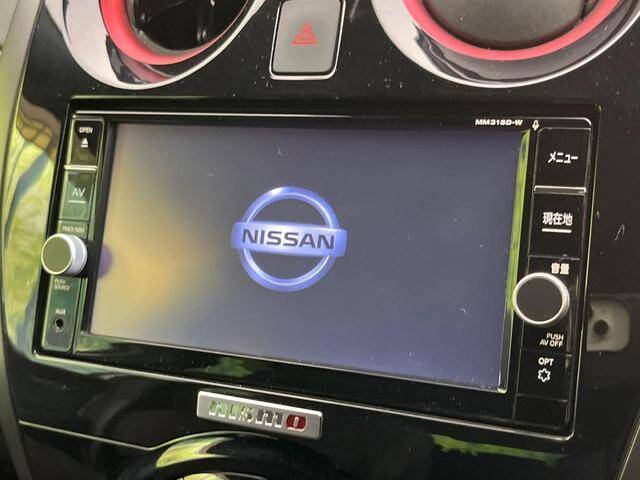 MM318D-W
OPEN
AV
TRACK/SEEK
PUSH
SOURCE
AUX
NISSAN
メニュー
現在地
音量
PUSH
AV OFF
OPT
nismo